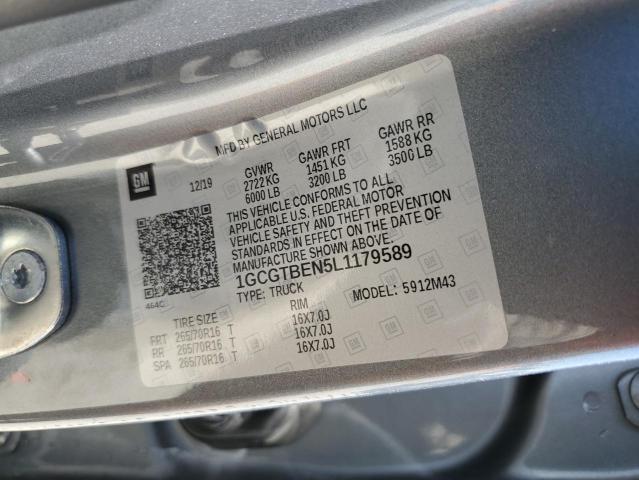 MFD BY GENERAL MOTORS LLC
GM
12/19
GVWR GAWR FRT GAWR RR
2722 KG 1451 KG 1588 KG
6000 LB 3200 LB 3500 LB
THIS VEHICLE CONFORMS TO ALL
APPLICABLE U.S. FEDERAL MOTOR
VEHICLE SAFETY AND THEFT PREVENTION
STANDARDS IN EFFECT ON THE DATE OF
MANUFACTURE SHOWN ABOVE.
1GCGTBEN5L1179589
464C
TYPE: TRUCK MODEL: 5912M43
TIRE SIZE RIM
FRT 265/70R16 T 16X7.0J
RR 265/70R16 T 16X7.0J
SPA 265/70R16 T 16X7.0J